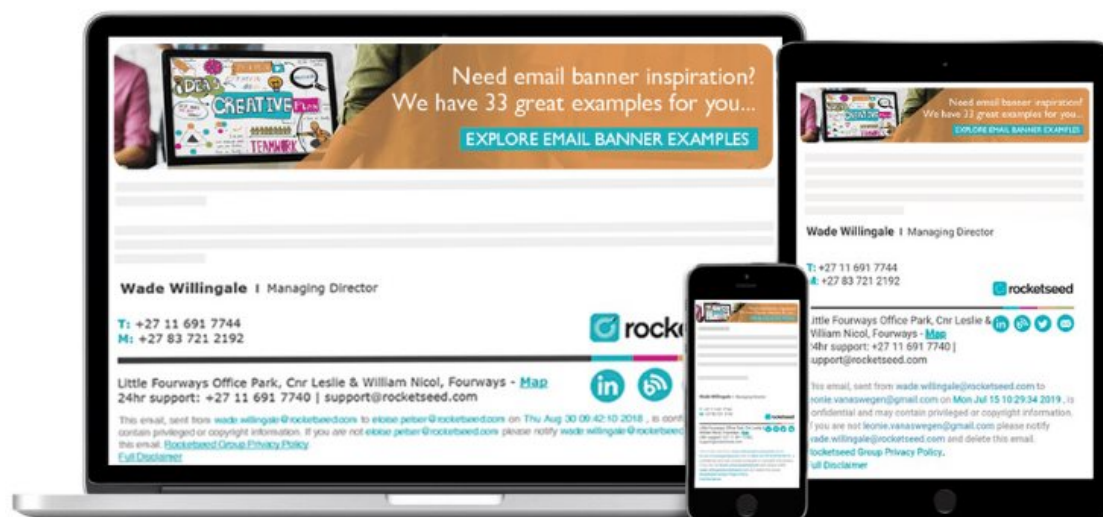 IDEAS
CREATIVE
PLAN
TEAMWORK
Need email banner inspiration?
We have 33 great examples for you...
EXPLORE EMAIL BANNER EXAMPLES
Wade Willingale I Managing Director
T: +27 11 691 7744
M: +27 83 721 2192
rocke
Little Fourways Office Park, Cnr Leslie & William Nicol, Fourways - Map
24hr support: +27 11 691 7740 | support@rocketseed.com
in
This email, sent from wade.willingale@rocketseed.com to eloise.petser@rocketseed.com on Thu Aug 30 09:42:10 2018 , is conf
contain privileged or copyright information. If you are not eloise.petser@rocketseed.com please notify wade.willingale@rocketseed
this email. Rocketseed Group Privacy Policy
Full Disclaimer
Need email banner inspiration?
We have 33 great examples for you...
EXPLORE EMAIL BANNER EXAMPLES
Wade Willingale I Managing Director
T: +27 11 691 7744
M: +27 83 721 2192
rocketseed
Little Fourways Office Park, Cnr Leslie &
William Nicol, Fourways - Map
24hr support: +27 11 691 7740 |
support@rocketseed.com
in
This email, sent from wade.willingale@rocketseed.com to
leonie.vanaswegen@gmail.com on Mon Jul 15 10:29:34 2019 , is
confidential and may contain privileged or copyright information.
If you are not leonie.vanaswegen@gmail.com please notify
wade.willingale@rocketseed.com and delete this email.
Rocketseed Group Privacy Policy.
Full Disclaimer
Wade Willingale
rocketseed